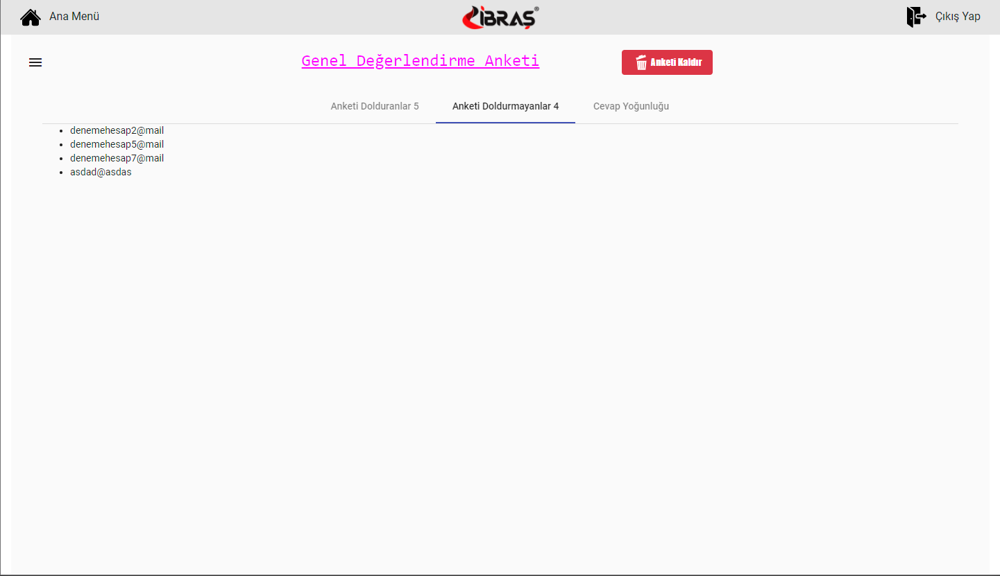 Ana Menü
İBRAŞ®
Çıkış Yap
Genel Değerlendirme Anketi
Anketi Kaldır
Anketi Dolduranlar 5
Anketi Doldurmayanlar 4
Cevap Yoğunluğu
denemehesap2@mail
denemehesap5@mail
denemehesap7@mail
asdad@asdas